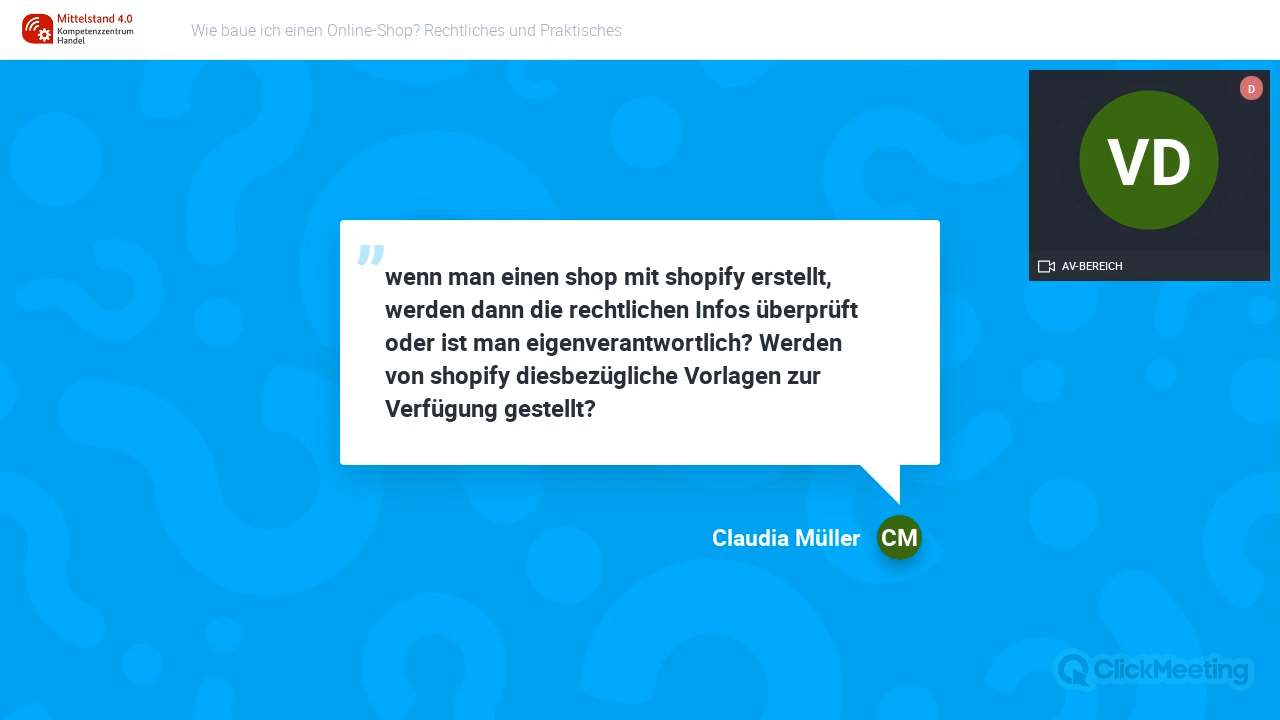 Mittelstand 4.0
Kompetenzzentrum
Handel
Wie baue ich einen Online-Shop? Rechtliches und Praktisches
D
VD
AV-BEREICH
”
wenn man einen shop mit shopify erstellt,
werden dann die rechtlichen Infos überprüft
oder ist man eigenverantwortlich? Werden
von shopify diesbezügliche Vorlagen zur
Verfügung gestellt?
Claudia Müller CM
ClickMeeting